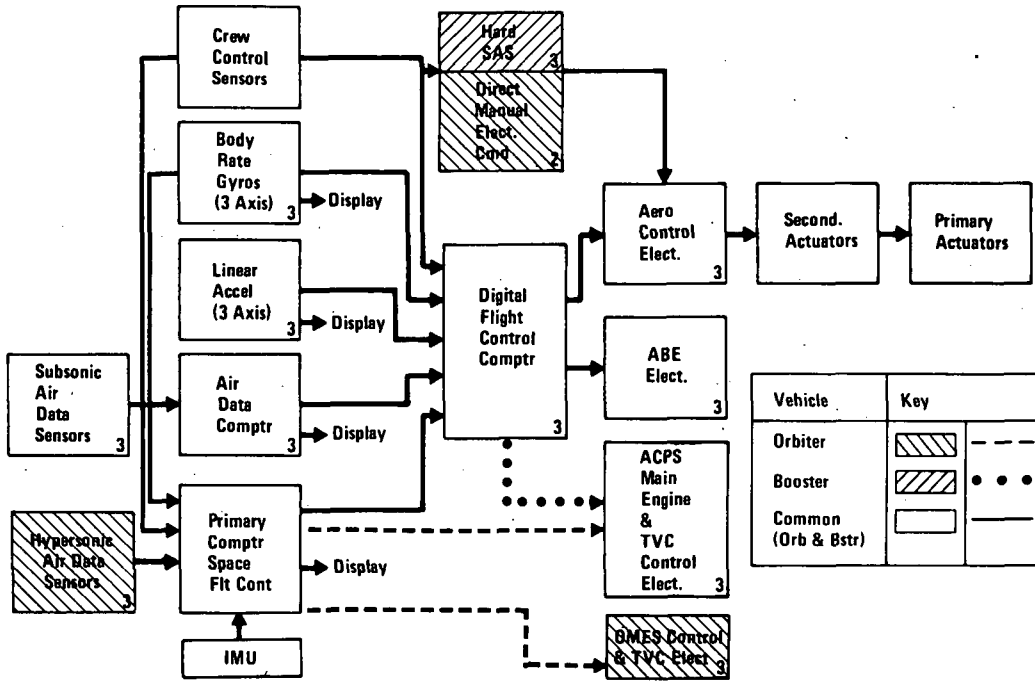 Crew
Control
Sensors
Hard
SAS
3
Direct
Manual
Elect.
Cmd
2
Body
Rate
Gyros
(3 Axis)
3
Display
Linear
Accel
(3 Axis)
3
Display
Subsonic
Air
Data
Sensors
3
Air
Data
Comptr
3
Display
Hypersonic
Air Data
Sensors
3
Primary
Comptr
Space
Flt Cont
Display
IMU
Digital
Flight
Control
Comptr
3
Aero
Control
Elect.
3
Second.
Actuators
Primary
Actuators
ABE
Elect.
3
ACPS
Main
Engine
&
TVC
Control
Elect.
3
OMES Control
& TVC Elect
3
Vehicle Key
Orbiter
Booster
Common
(Orb & Bstr)